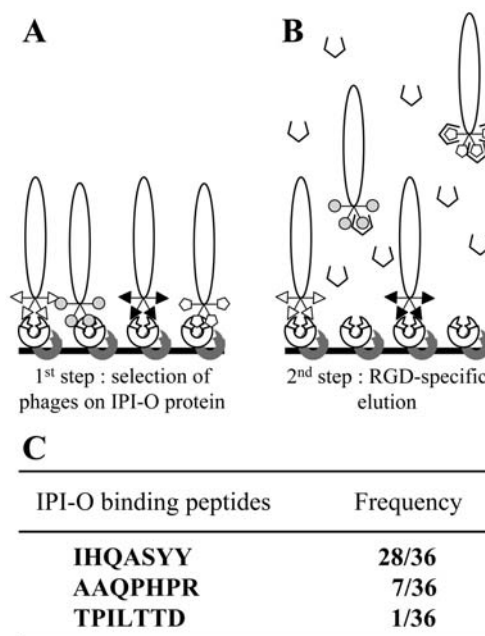 A
B
1st step : selection of
phages on IPI-O protein
2nd step : RGD-specific
elution
C
IPI-O binding peptides Frequency
IHQASYY 28/36
AAQPHPR 7/36
TPILTTD 1/36